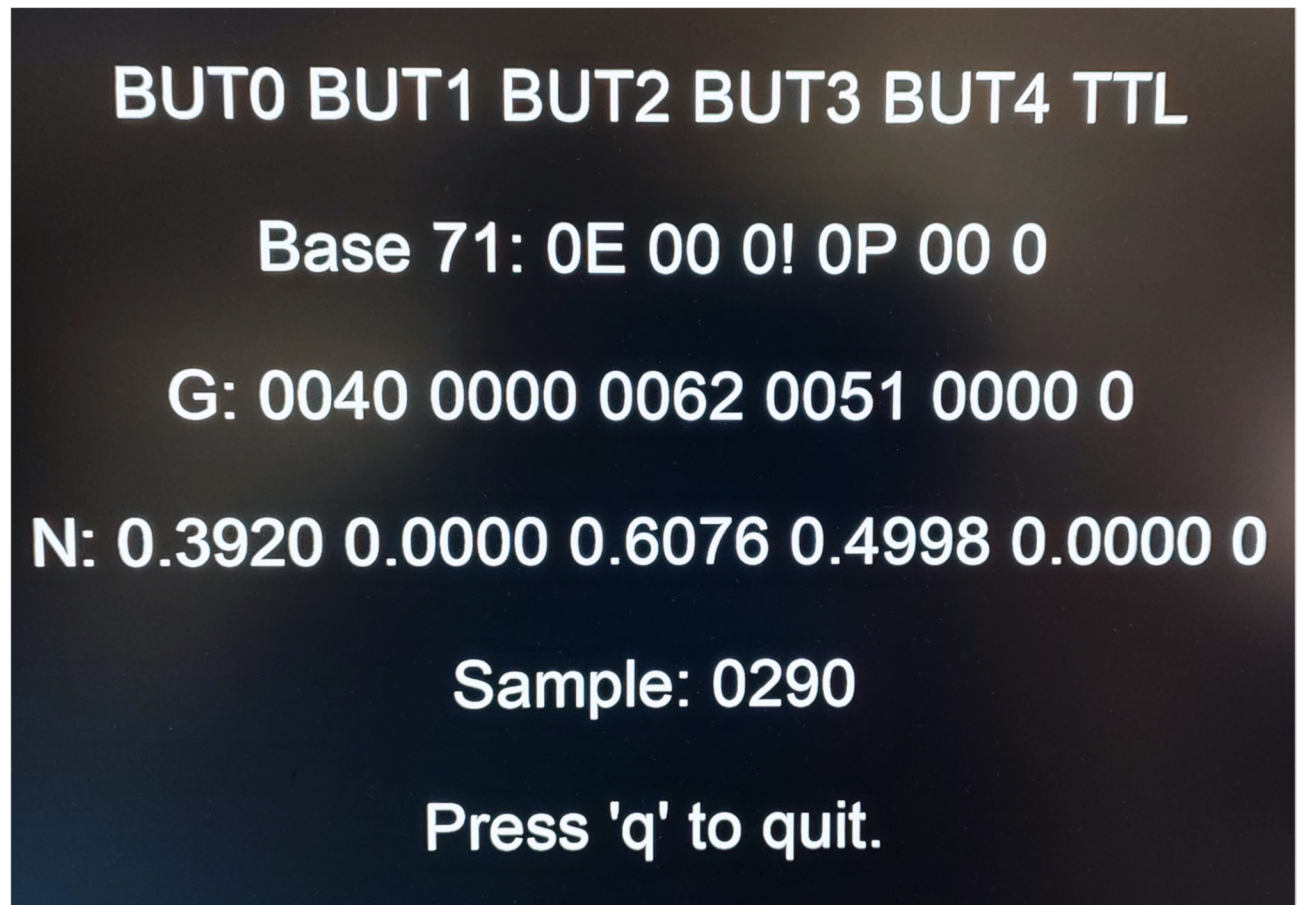 BUT0 BUT1 BUT2 BUT3 BUT4 TTL
Base 71: 0E 00 0! 0P 00 0
G: 0040 0000 0062 0051 0000 0
N: 0.3920 0.0000 0.6076 0.4998 0.0000 0
Sample: 0290
Press 'q' to quit.